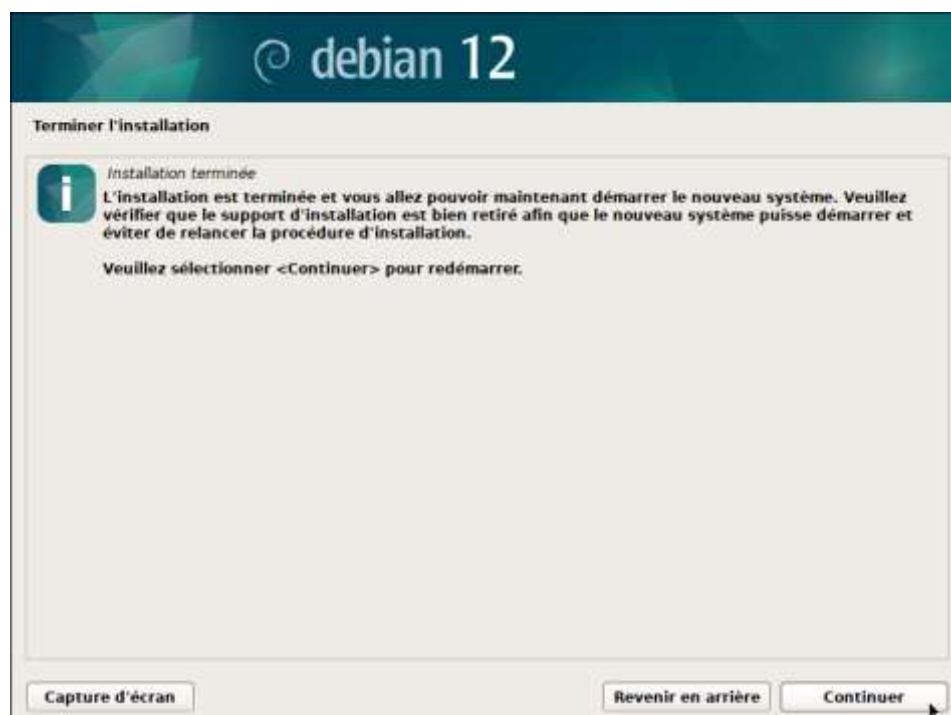 debian 12
Terminer l'installation
Installation terminée
L'installation est terminée et vous allez pouvoir maintenant démarrer le nouveau système. Veuillez
vérifier que le support d'installation est bien retiré afin que le nouveau système puisse démarrer et
éviter de relancer la procédure d'installation.
Veuillez sélectionner <Continuer> pour redémarrer.
Capture d'écran
Revenir en arrière
Continuer